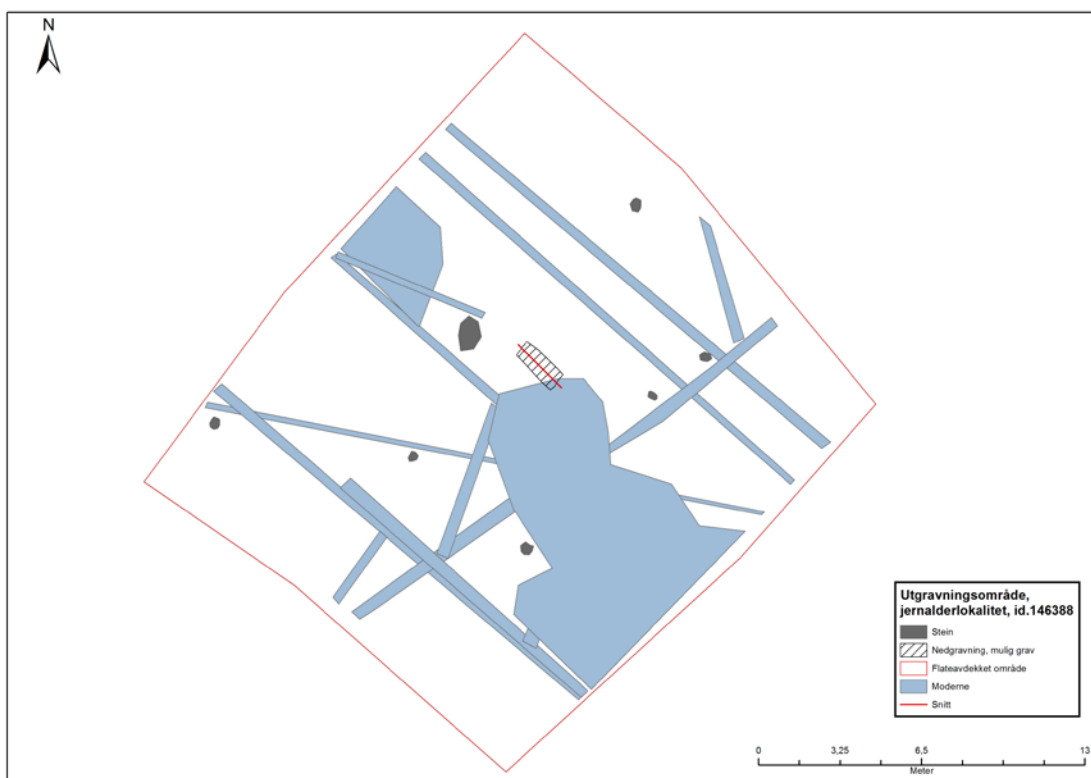 N
Utgravningsområde,
jernalderlokalitet, id.146388
Stein
Nedgravning, mulig grav
Flateavdekket område
Moderne
Snitt
0 3,25 6,5 13
Meter